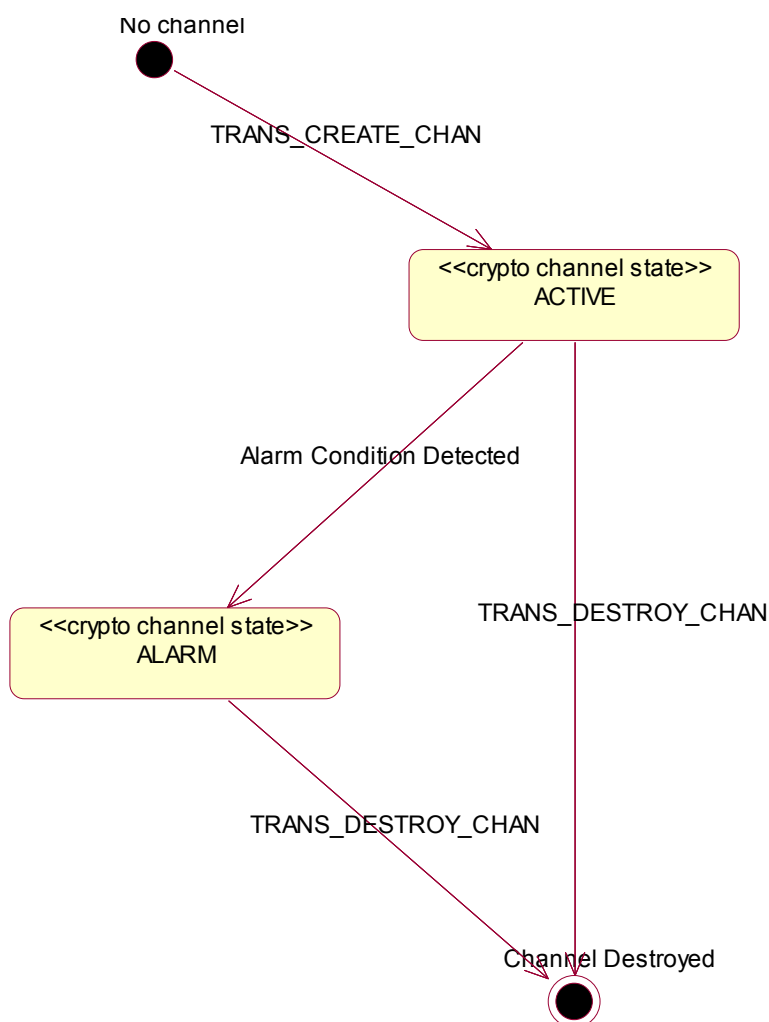 No channel
TRANS_CREATE_CHAN
<<crypto channel state>>
ACTIVE
Alarm Condition Detected
<<crypto channel state>>
ALARM
TRANS_DESTROY_CHAN
TRANS_DESTROY_CHAN
Channel Destroyed